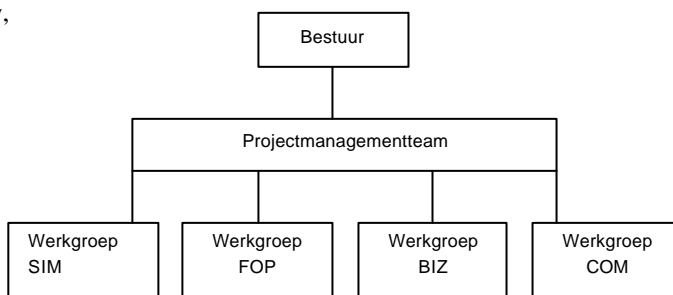 Bestuur
Projectmanagementteam
Werkgroep
SIM
Werkgroep
FOP
Werkgroep
BIZ
Werkgroep
COM